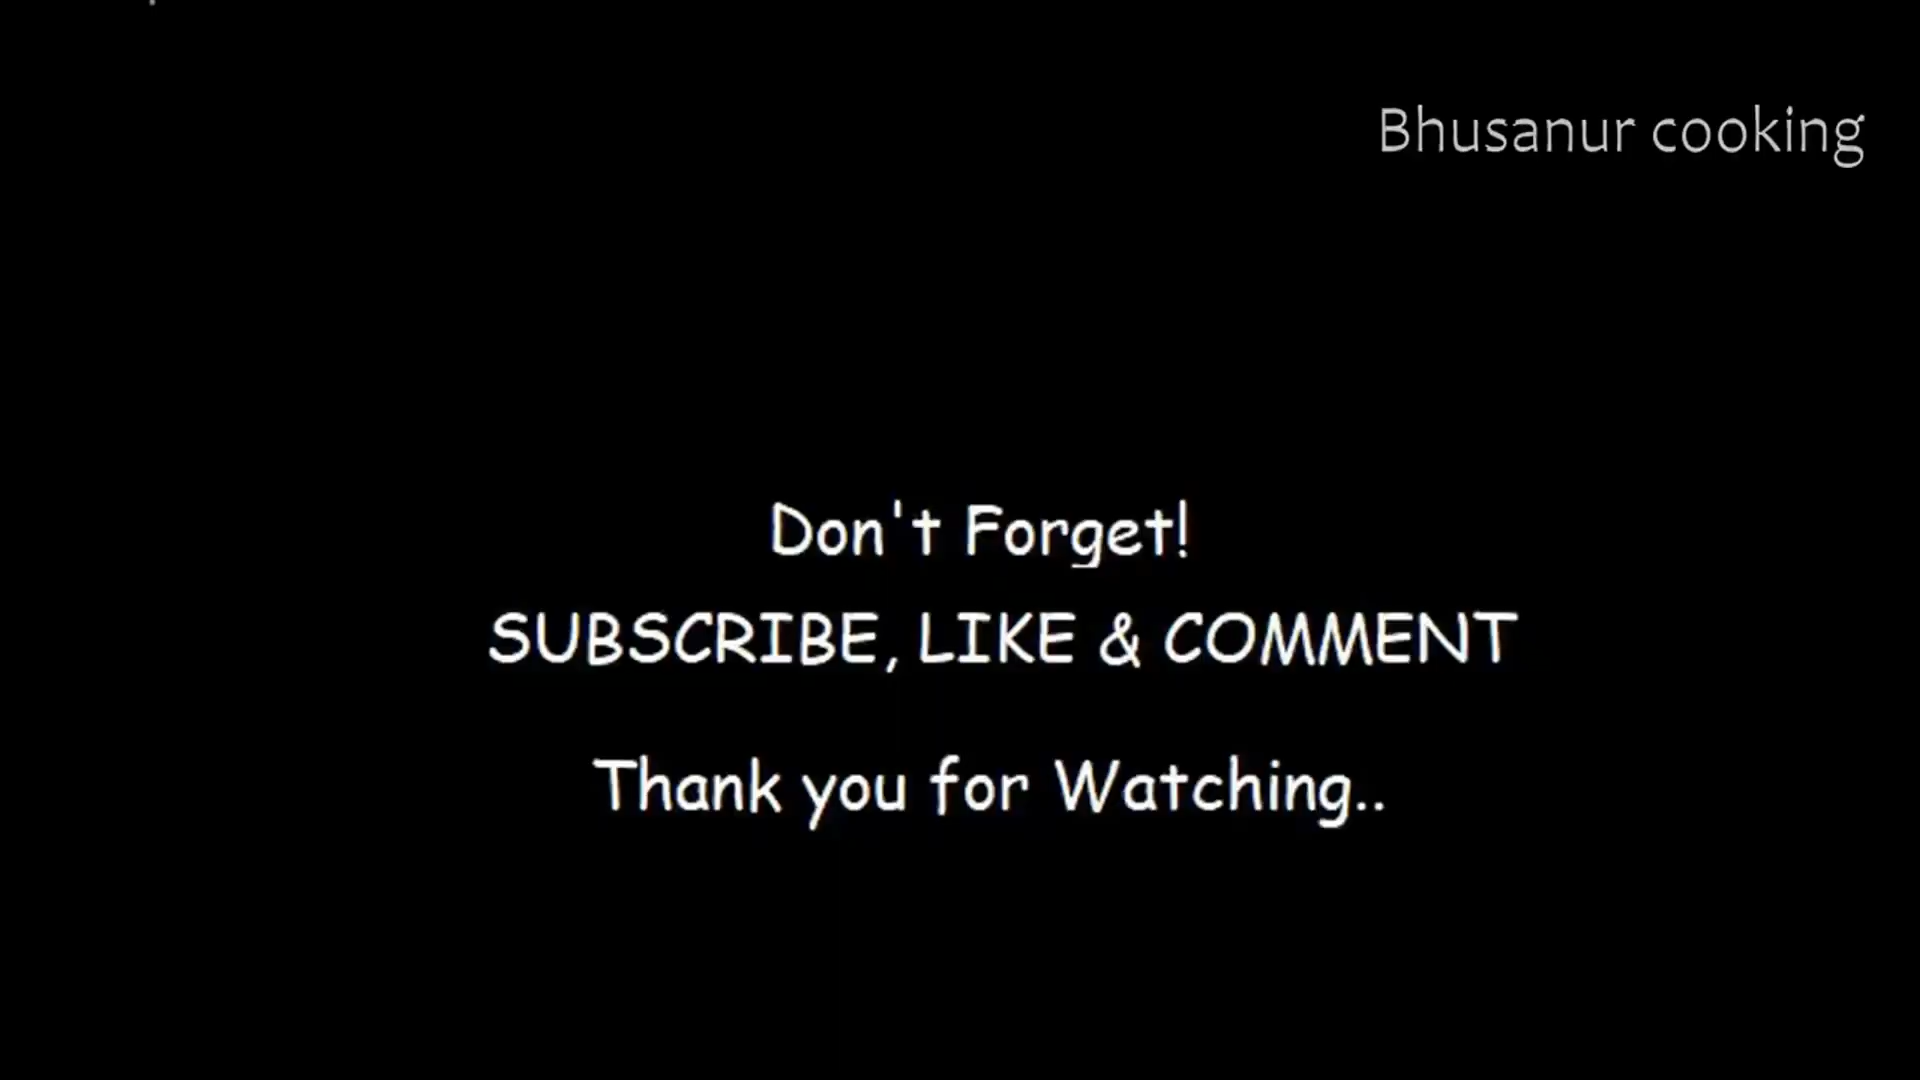 Bhusanur cooking
Don't Forget!
SUBSCRIBE, LIKE & COMMENT
Thank you for Watching..